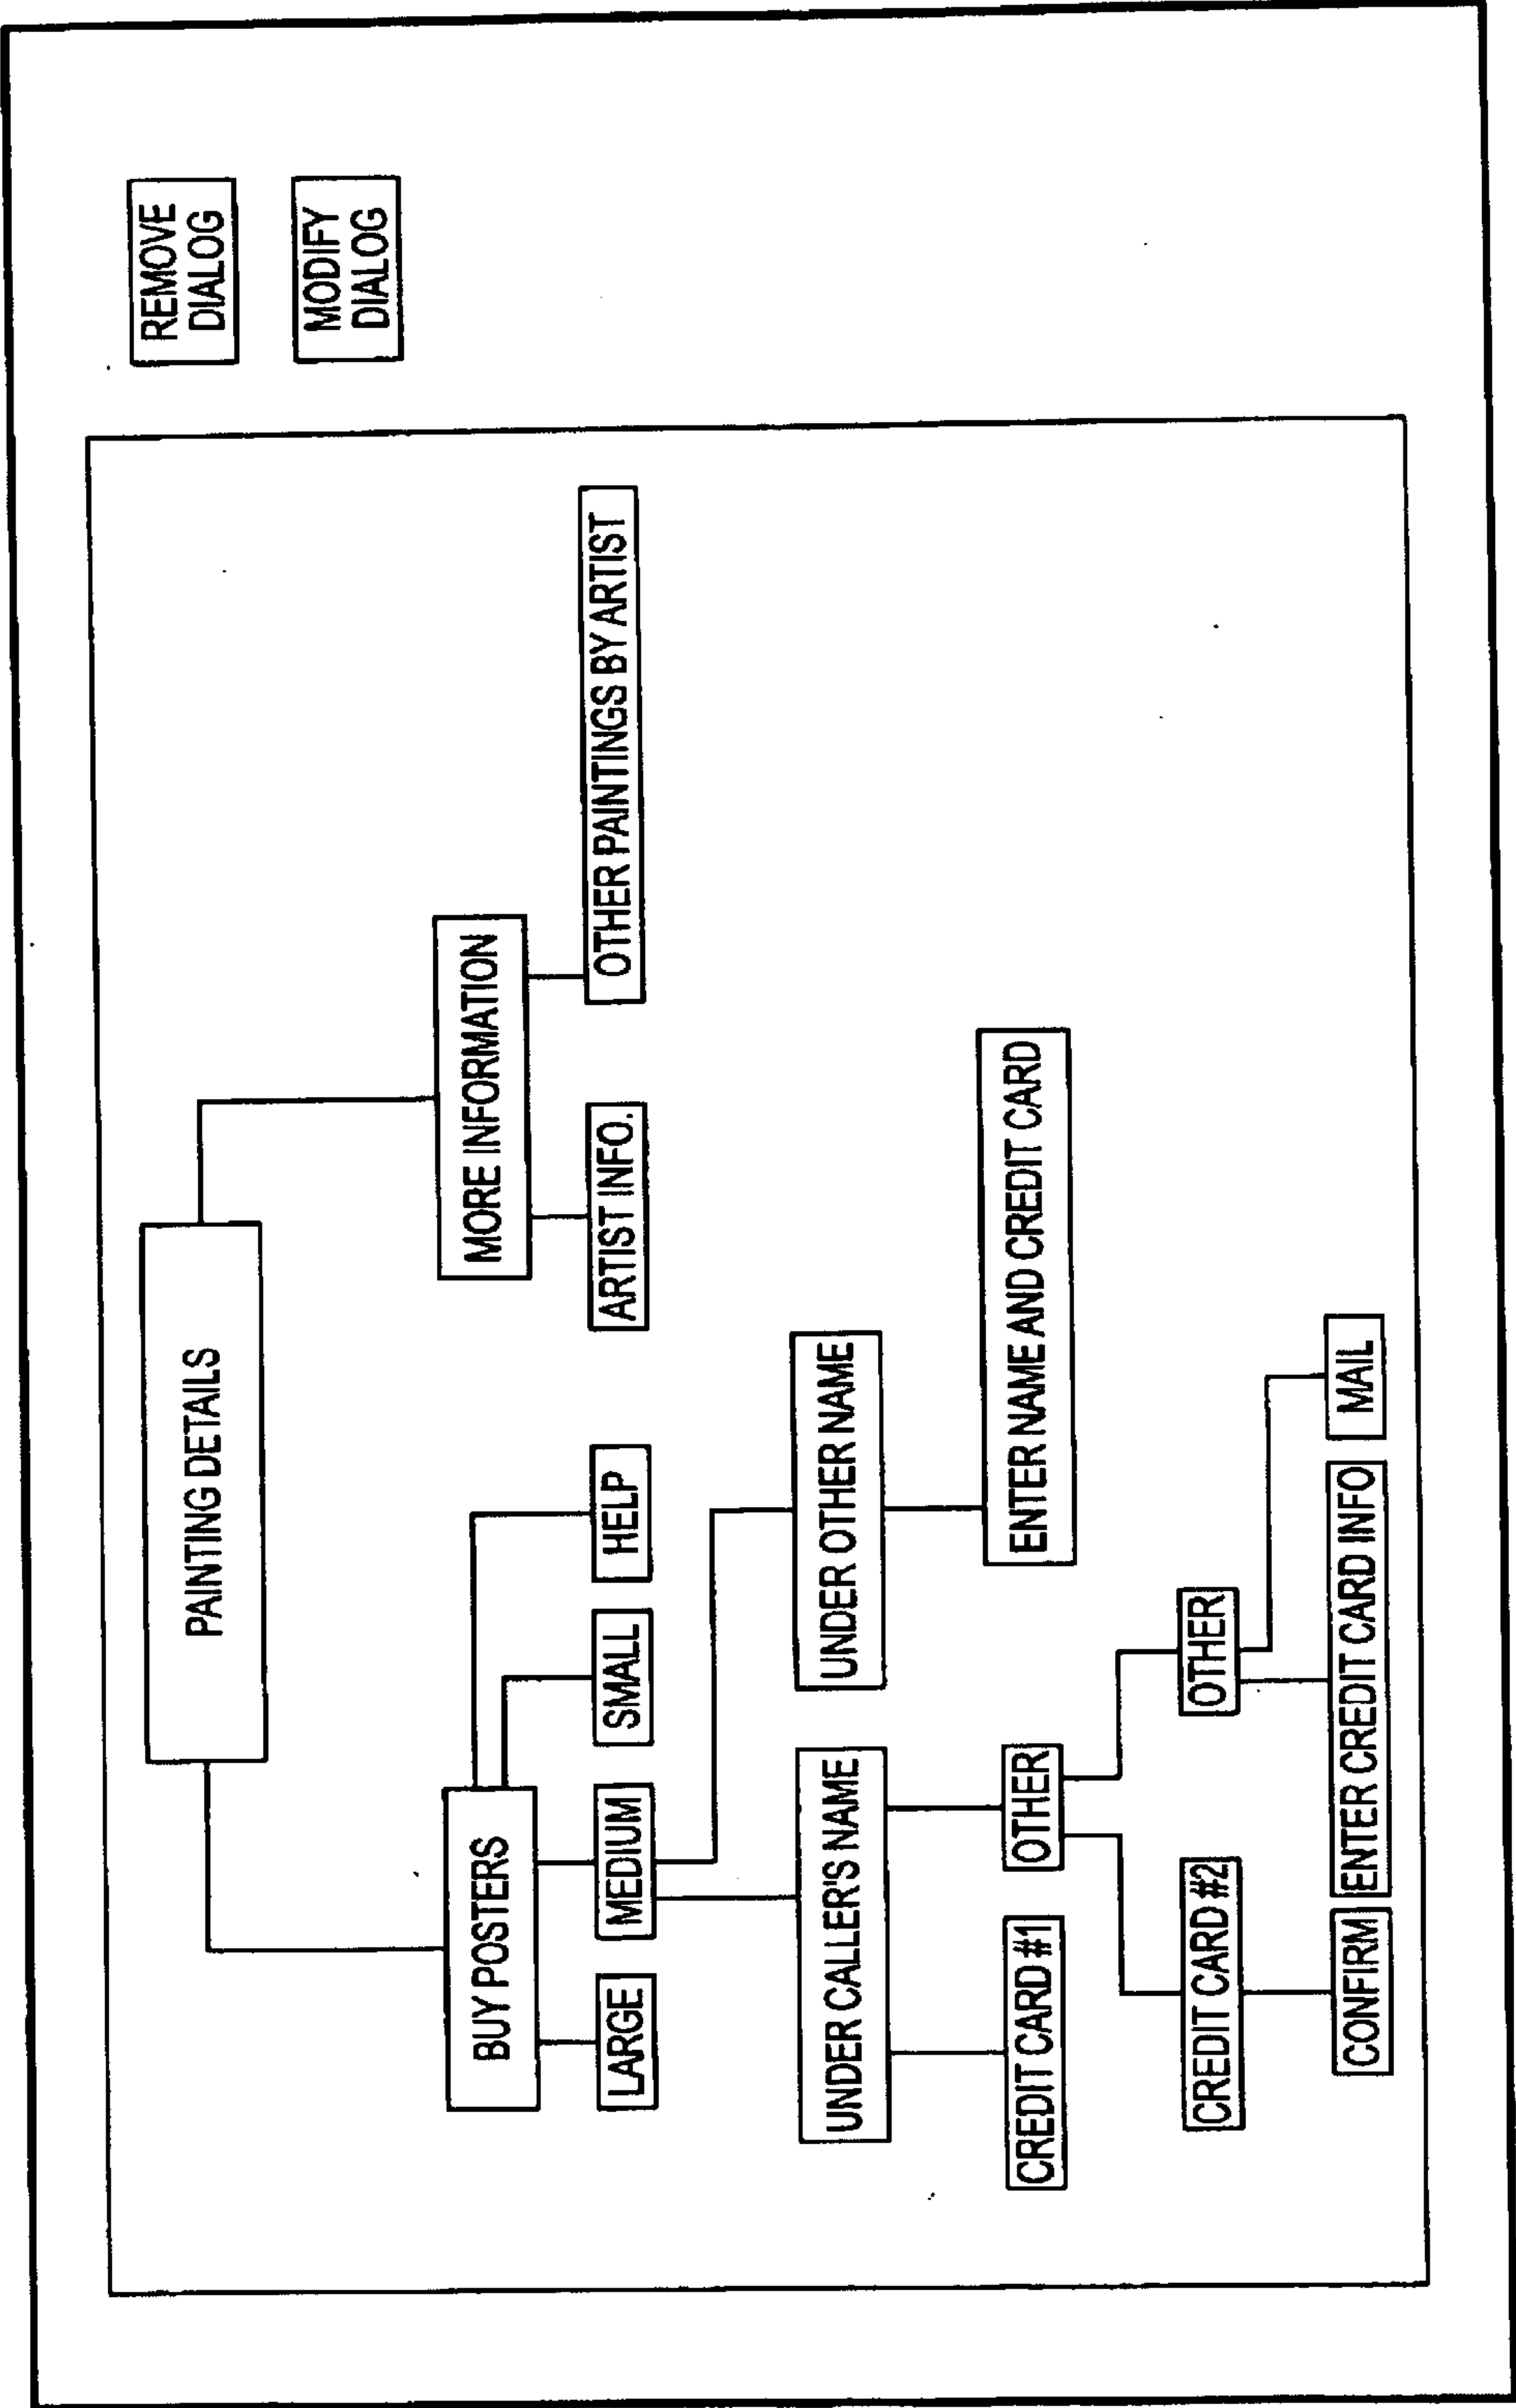 PAINTING DETAILS
REMOVE
DIALOG
MODIFY
DIALOG
BUY POSTERS
MORE INFORMATION
LARGE
MEDIUM
SMALL
HELP
ARTIST INFO.
OTHER PAINTINGS BY ARTIST
UNDER CALLER'S NAME
UNDER OTHER NAME
CREDIT CARD #1
OTHER
ENTER NAME AND CREDIT CARD
CREDIT CARD #2
OTHER
CONFIRM
ENTER CREDIT CARD INFO
MAIL